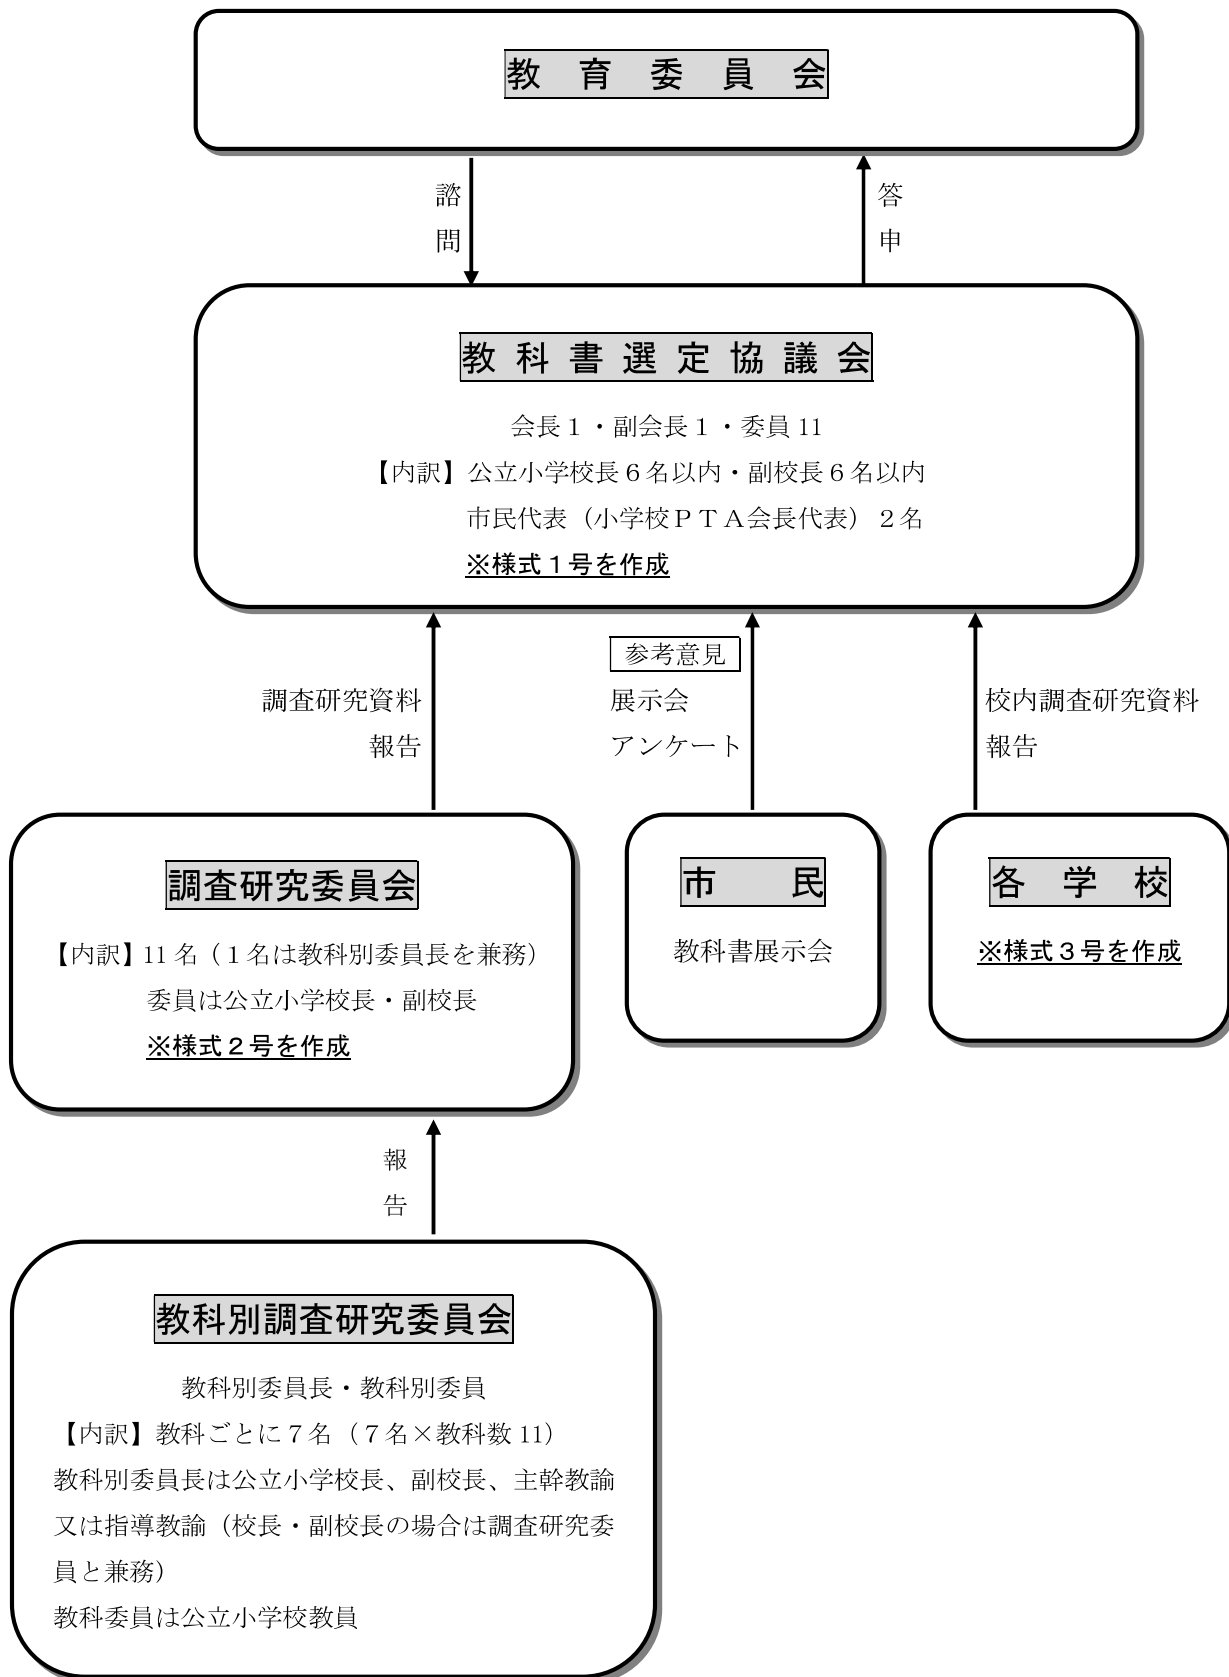 教育委員会
諮問
答申
教科書選定協議会
会長１・副会長１・委員 11
【内訳】公立小学校長６名以内・副校長６名以内
市民代表（小学校ＰＴＡ会長代表）２名
※様式１号を作成
調査研究資料
報告
参考意見
展示会
アンケート
校内調査研究資料
報告
調査研究委員会
【内訳】11 名（１名は教科別委員長を兼務）
委員は公立小学校長・副校長
※様式２号を作成
市民
教科書展示会
各学校
※様式３号を作成
報告
教科別調査研究委員会
教科別委員長・教科別委員
【内訳】教科ごとに７名（７名×教科数 11）
教科別委員長は公立小学校長、副校長、主幹教諭
又は指導教諭（校長・副校長の場合は調査研究委
員と兼務）
教科委員は公立小学校教員